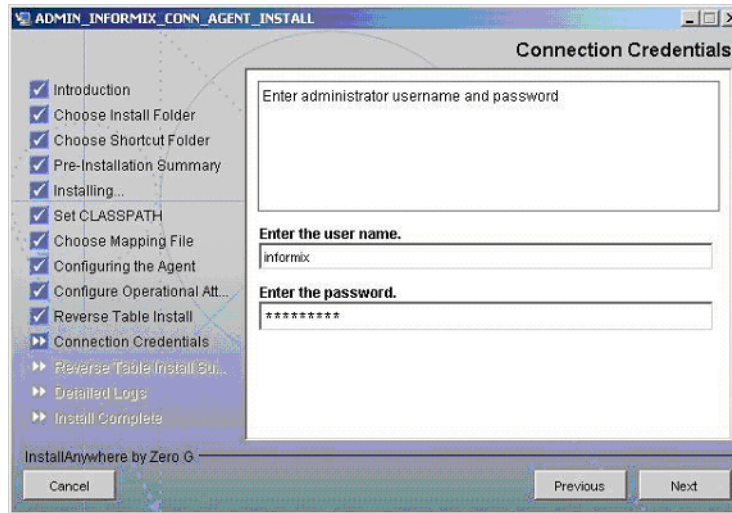 ADMIN_INFORMIX_CONN_AGENT_INSTALL
Connection Credentials
Introduction
Choose Install Folder
Choose Shortcut Folder
Pre-Installation Summary
Installing...
Set CLASSPATH
Choose Mapping File
Configuring the Agent
Configure Operational Att...
Reverse Table Install
Connection Credentials
Reverse Table Install Su...
Detailed Logs
Install Complete
Enter administrator username and password
Enter the user name.
informix
Enter the password.
*********
InstallAnywhere by Zero G
Cancel
Previous
Next